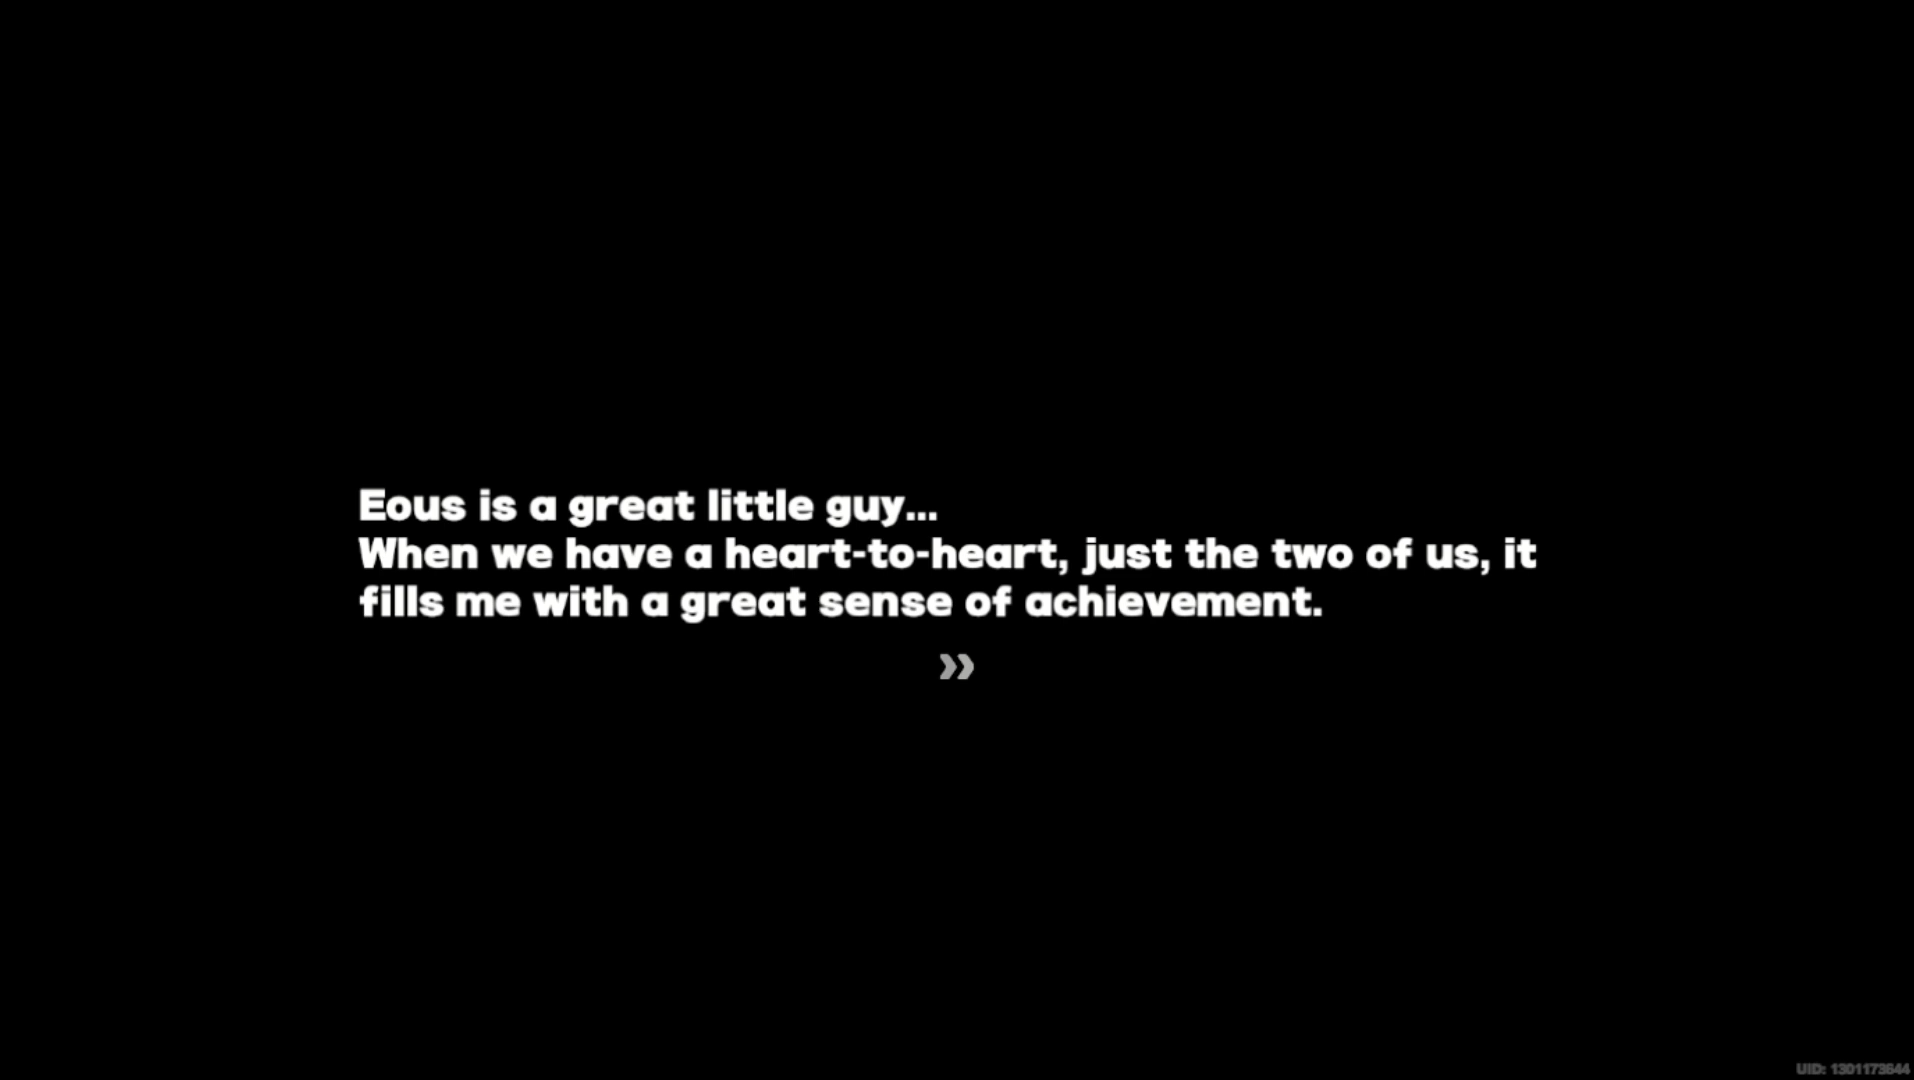 Eous is a great little guy...
When we have a heart-to-heart, just the two of us, it
fills me with a great sense of achievement.
»
UID: 1301173644